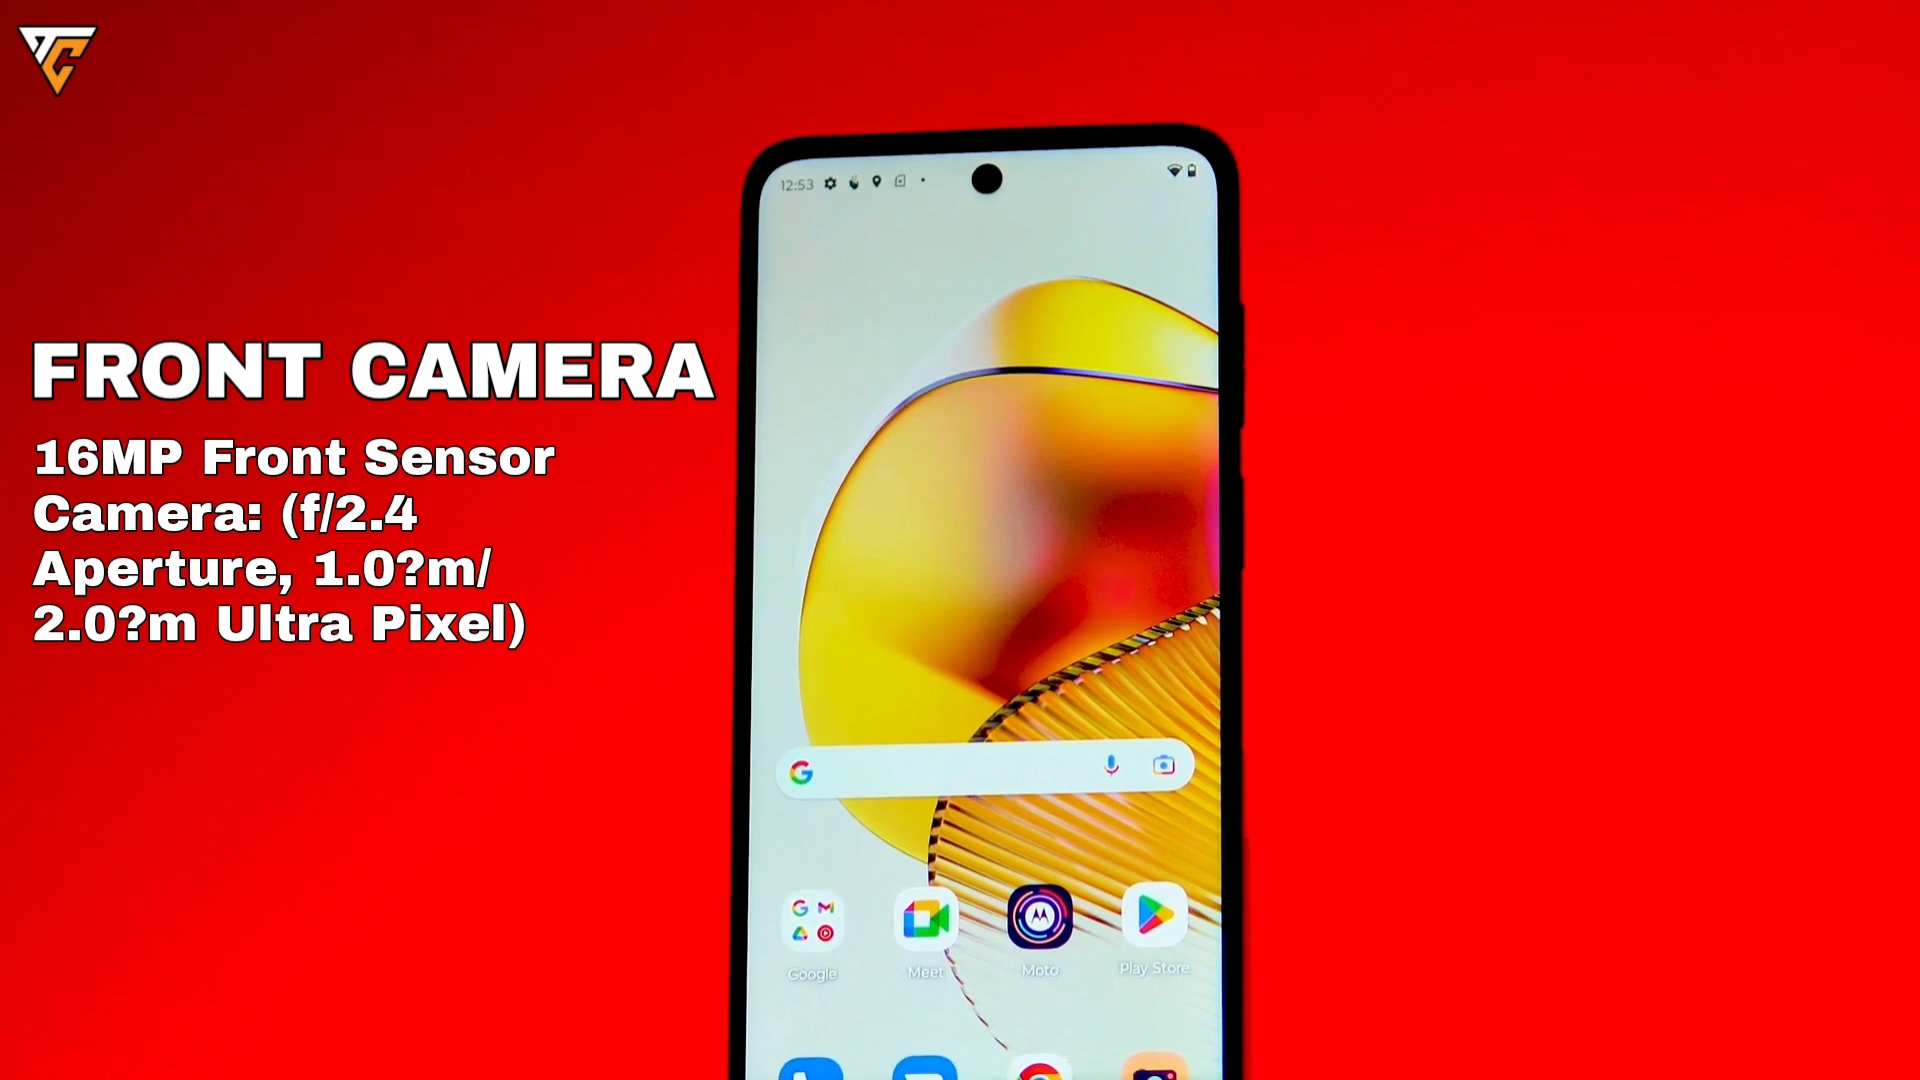 FRONT CAMERA
16MP Front Sensor
Camera: (f/2.4
Aperture, 1.0?m/
2.0?m Ultra Pixel)
12:53
Google
Meet
Moto
Play Store